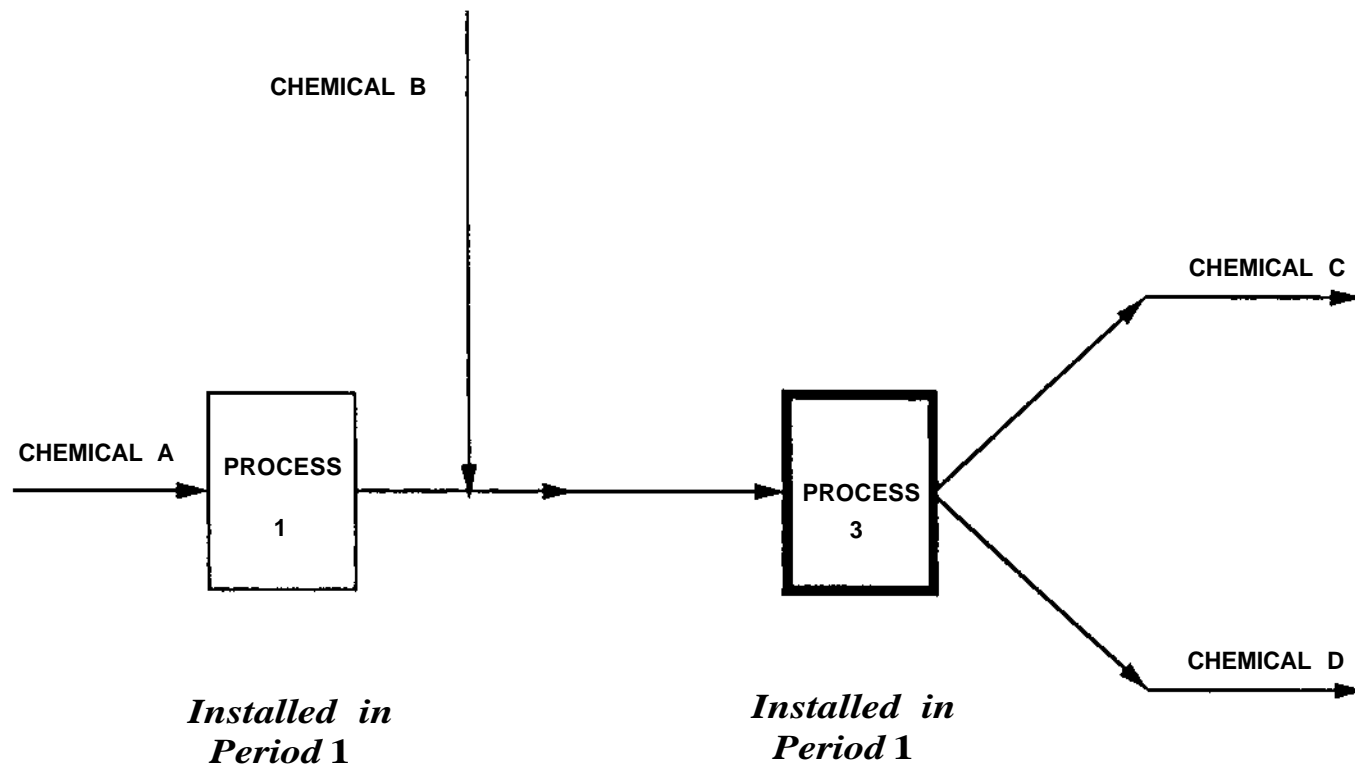 CHEMICAL B
CHEMICAL C
CHEMICAL A
PROCESS
1
PROCESS
3
CHEMICAL D
Installed in
Period 1
Installed in
Period 1